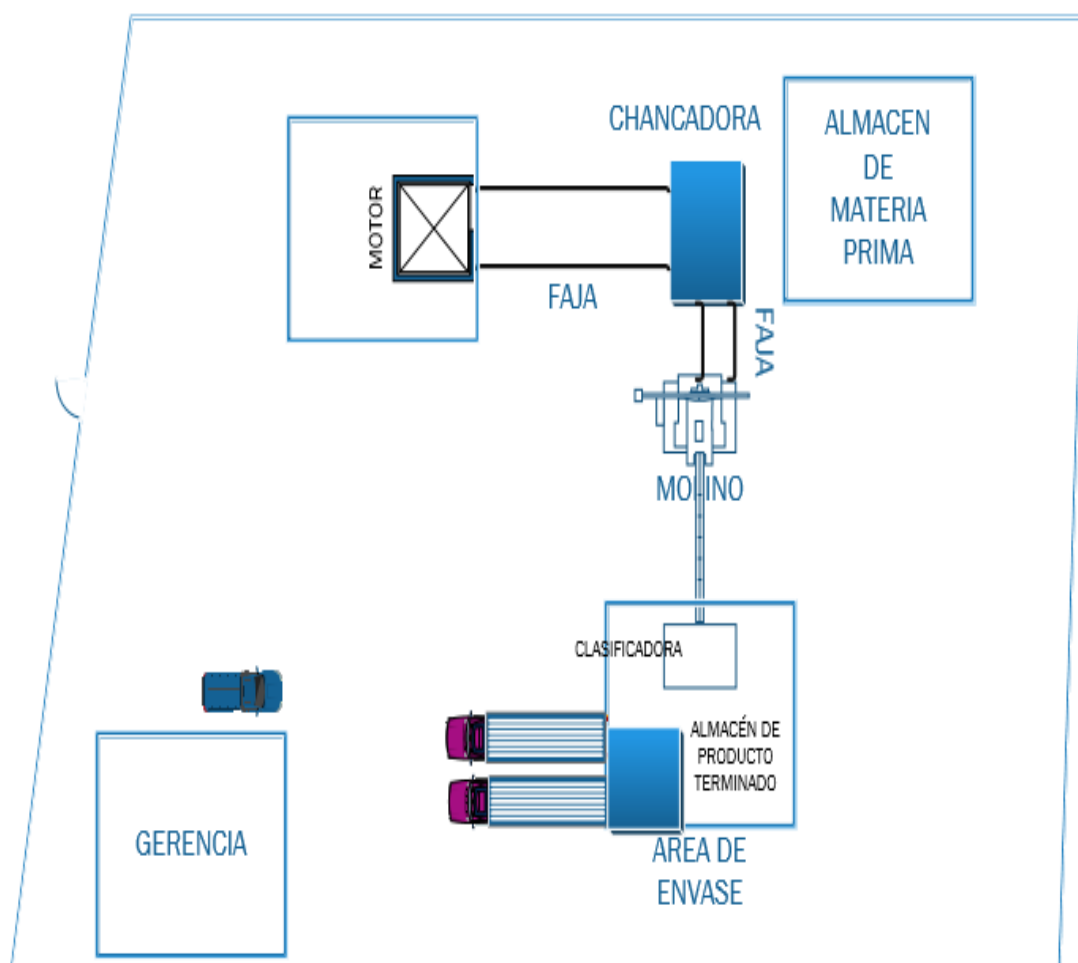 CHANCADORA
ALMACEN
DE
MATERIA
PRIMA
MOTOR
FAJA
FAJA
MOLINO
CLASIFICADORA
ALMACÉN DE
PRODUCTO
TERMINADO
GERENCIA
AREA DE
ENVASE